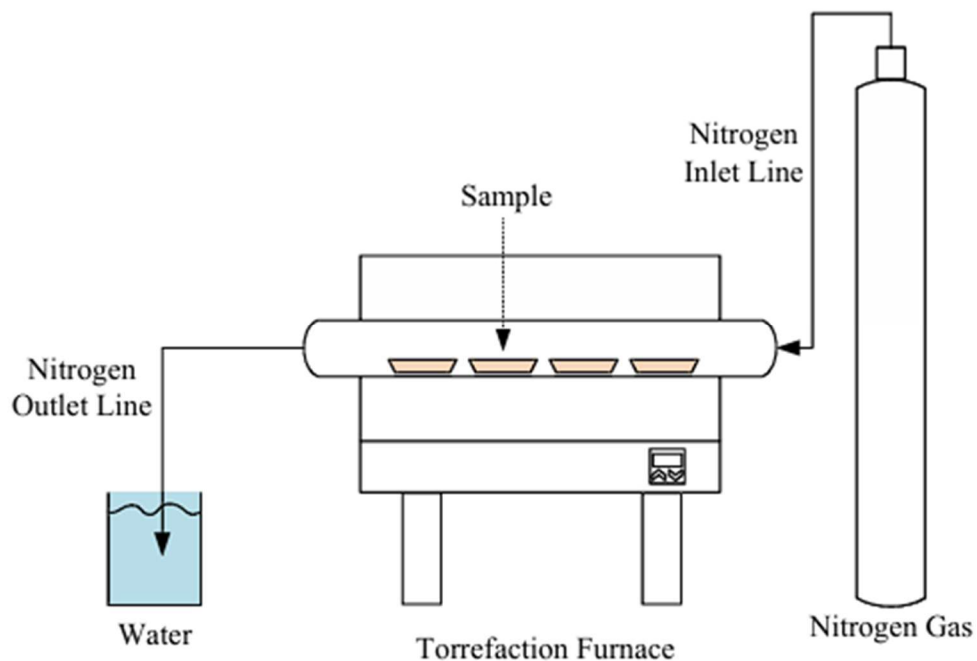 Nitrogen
Inlet Line
Sample
Nitrogen
Outlet Line
Water
Torrefaction Furnace
Nitrogen Gas